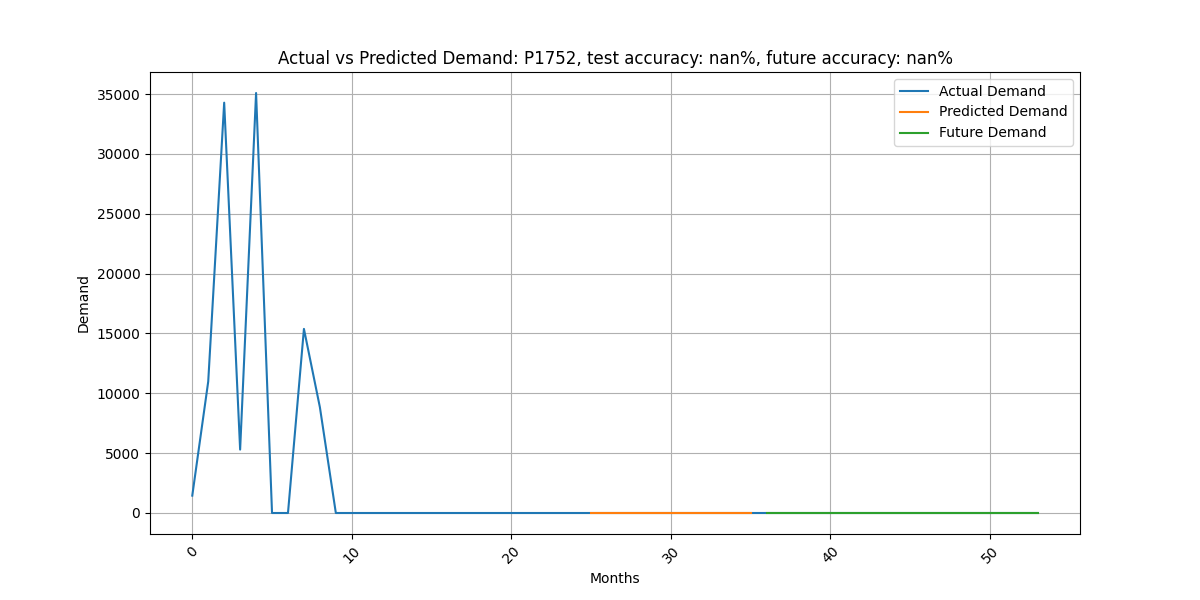 Actual vs Predicted Demand: P1752, test accuracy: nan%, future accuracy: nan%
Actual Demand
Predicted Demand
Future Demand
35000
30000
25000
20000
15000
10000
5000
0
Demand
0 10 20 30 40 50
Months